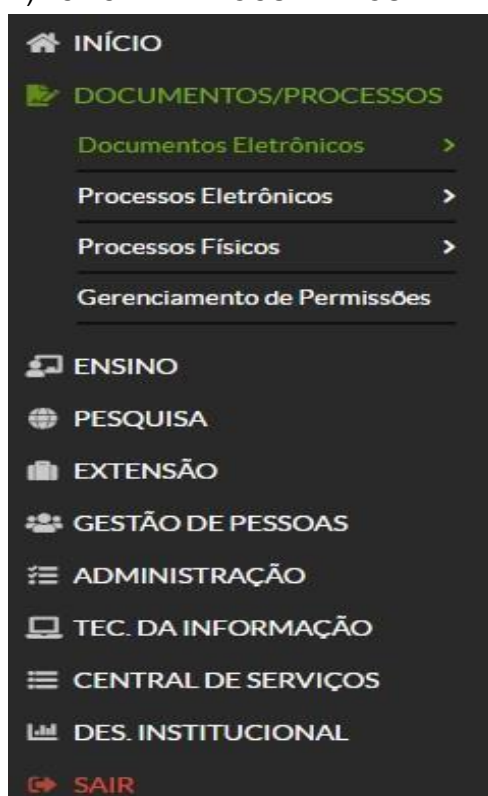 INÍCIO
DOCUMENTOS/PROCESSOS
Documentos Eletrônicos >
Processos Eletrônicos >
Processos Físicos >
Gerenciamento de Permissões
ENSINO
PESQUISA
EXTENSÃO
GESTÃO DE PESSOAS
ADMINISTRAÇÃO
TEC. DA INFORMAÇÃO
CENTRAL DE SERVIÇOS
DES. INSTITUCIONAL
SAIR